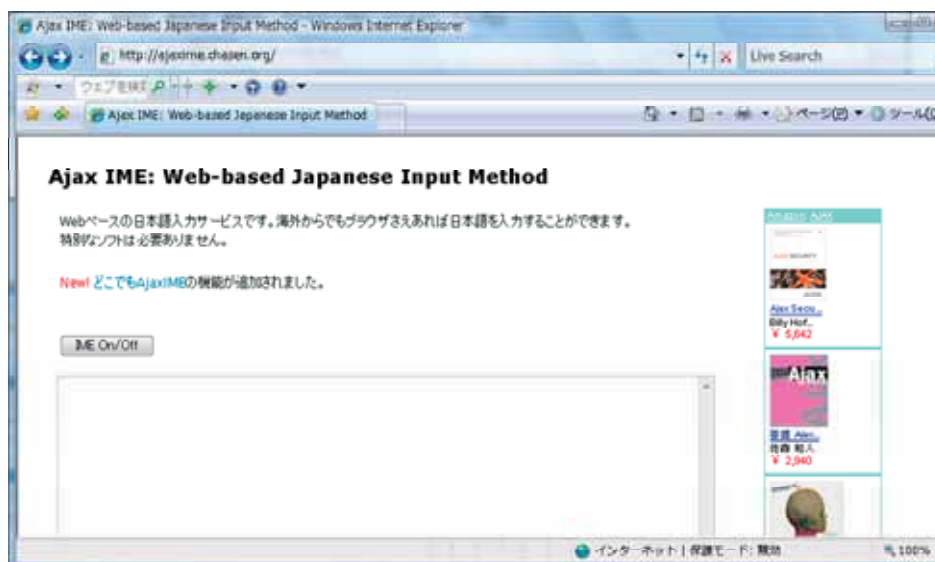 Ajax IME: Web-based Japanese Input Method - Windows Internet Explorer
http://ajaxime.chasen.org/
Live Search
ウェブを検
Ajax IME: Web-based Japanese Input Method
ページ(P)
ツール(O
Ajax IME: Web-based Japanese Input Method
Webベースの日本語入力サービスです。海外からでもブラウザさえあれば日本語を入力することができます。
特別なソフトは必要ありません。
New! どこでもAjaxIMEの機能が追加されました。
IME On/Off
Amazon Ajax
AJAX SECURITY
Ajax Secu...
Billy Hof...
¥ 5,642
Ajax
Ajax...
¥ 2,940
インターネット | 保護モード: 無効
100%